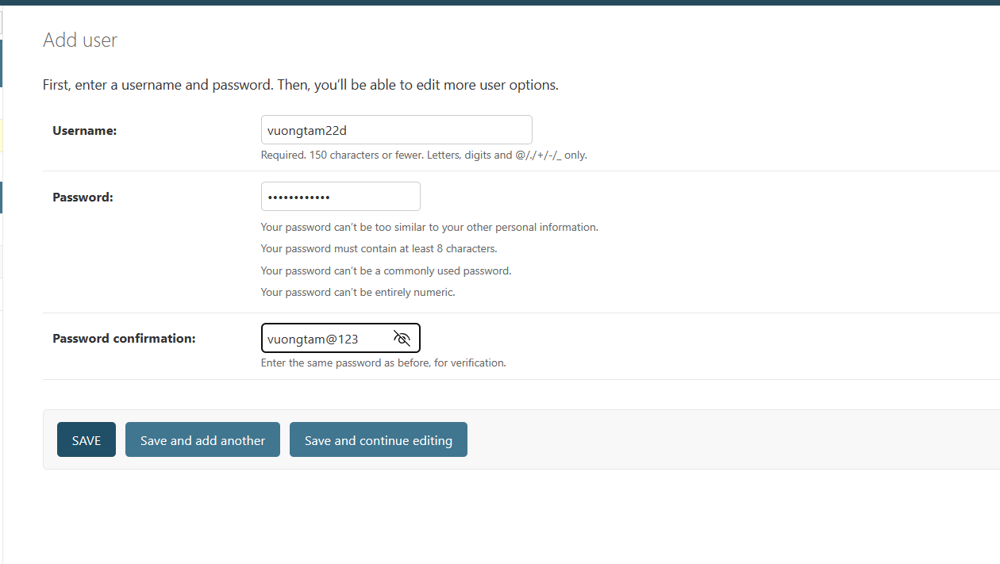 Add user
First, enter a username and password. Then, you’ll be able to edit more user options.
Username:
vuongtam22d
Required. 150 characters or fewer. Letters, digits and @/./+/-/_ only.
Password:
••••••••••••
Your password can’t be too similar to your other personal information.
Your password must contain at least 8 characters.
Your password can’t be a commonly used password.
Your password can’t be entirely numeric.
Password confirmation:
vuongtam@123
Enter the same password as before, for verification.
SAVE
Save and add another
Save and continue editing